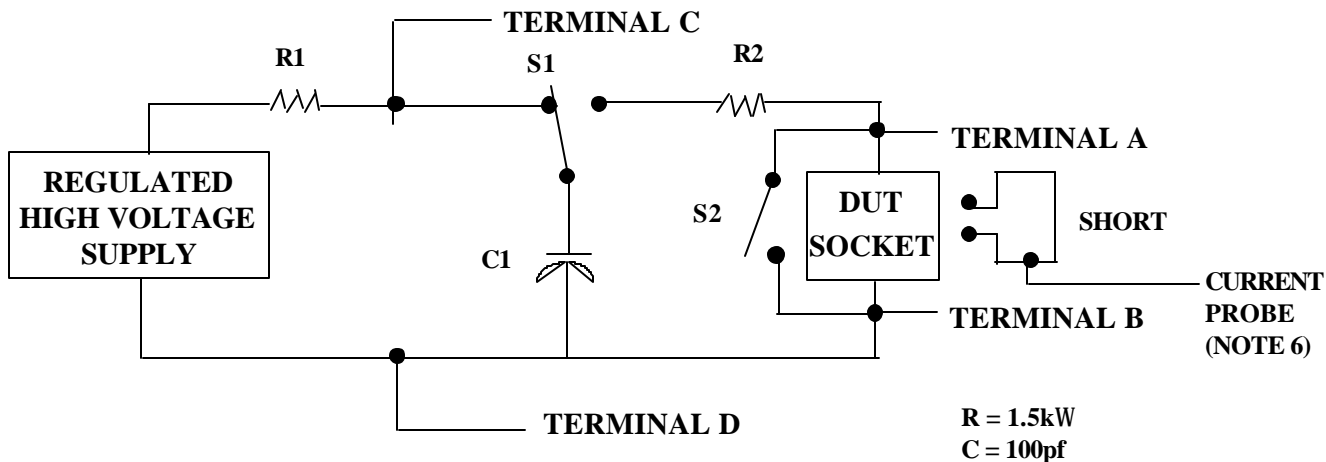 TERMINAL C
R1
S1
R2
TERMINAL A
REGULATED
HIGH VOLTAGE
SUPPLY
S2
DUT
SOCKET
SHORT
C1
CURRENT
PROBE
(NOTE 6)
TERMINAL B
TERMINAL D
R = 1.5kW
C = 100pf